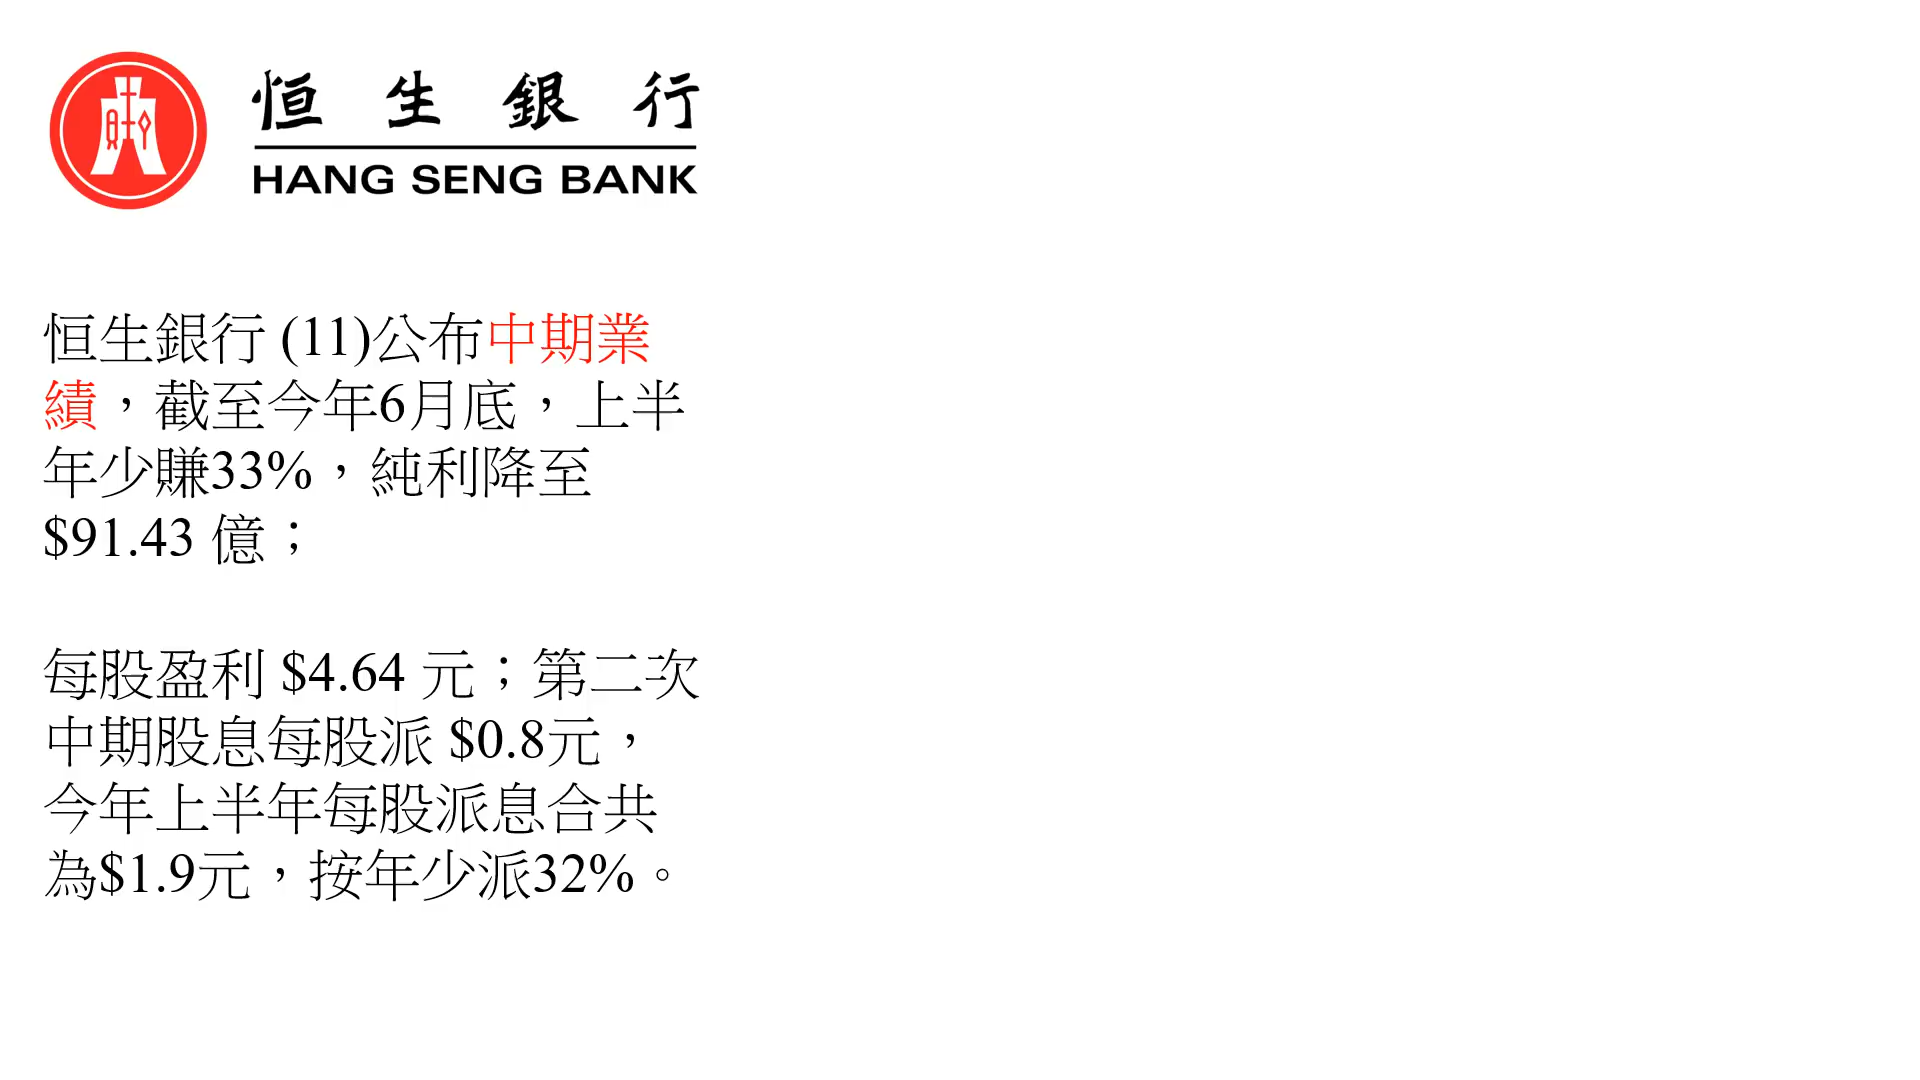 恒生銀行
HANG SENG BANK
恒生銀行 (11)公布中期業
績，截至今年6月底，上半
年少賺33%，純利降至
$91.43 億；
每股盈利 $4.64 元；第二次
中期股息每股派 $0.8元，
今年上半年每股派息合共
為$1.9元，按年少派32%。